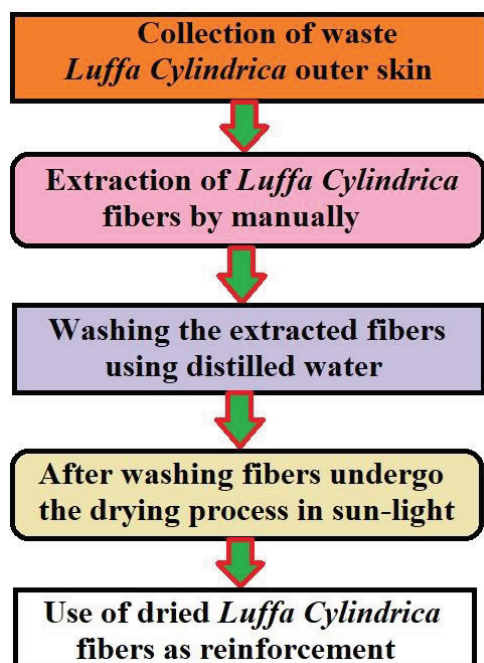 Collection of waste
Luffa Cylindrica outer skin
Extraction of Luffa Cylindrica
fibers by manually
Washing the extracted fibers
using distilled water
After washing fibers undergo
the drying process in sun-light
Use of dried Luffa Cylindrica
fibers as reinforcement